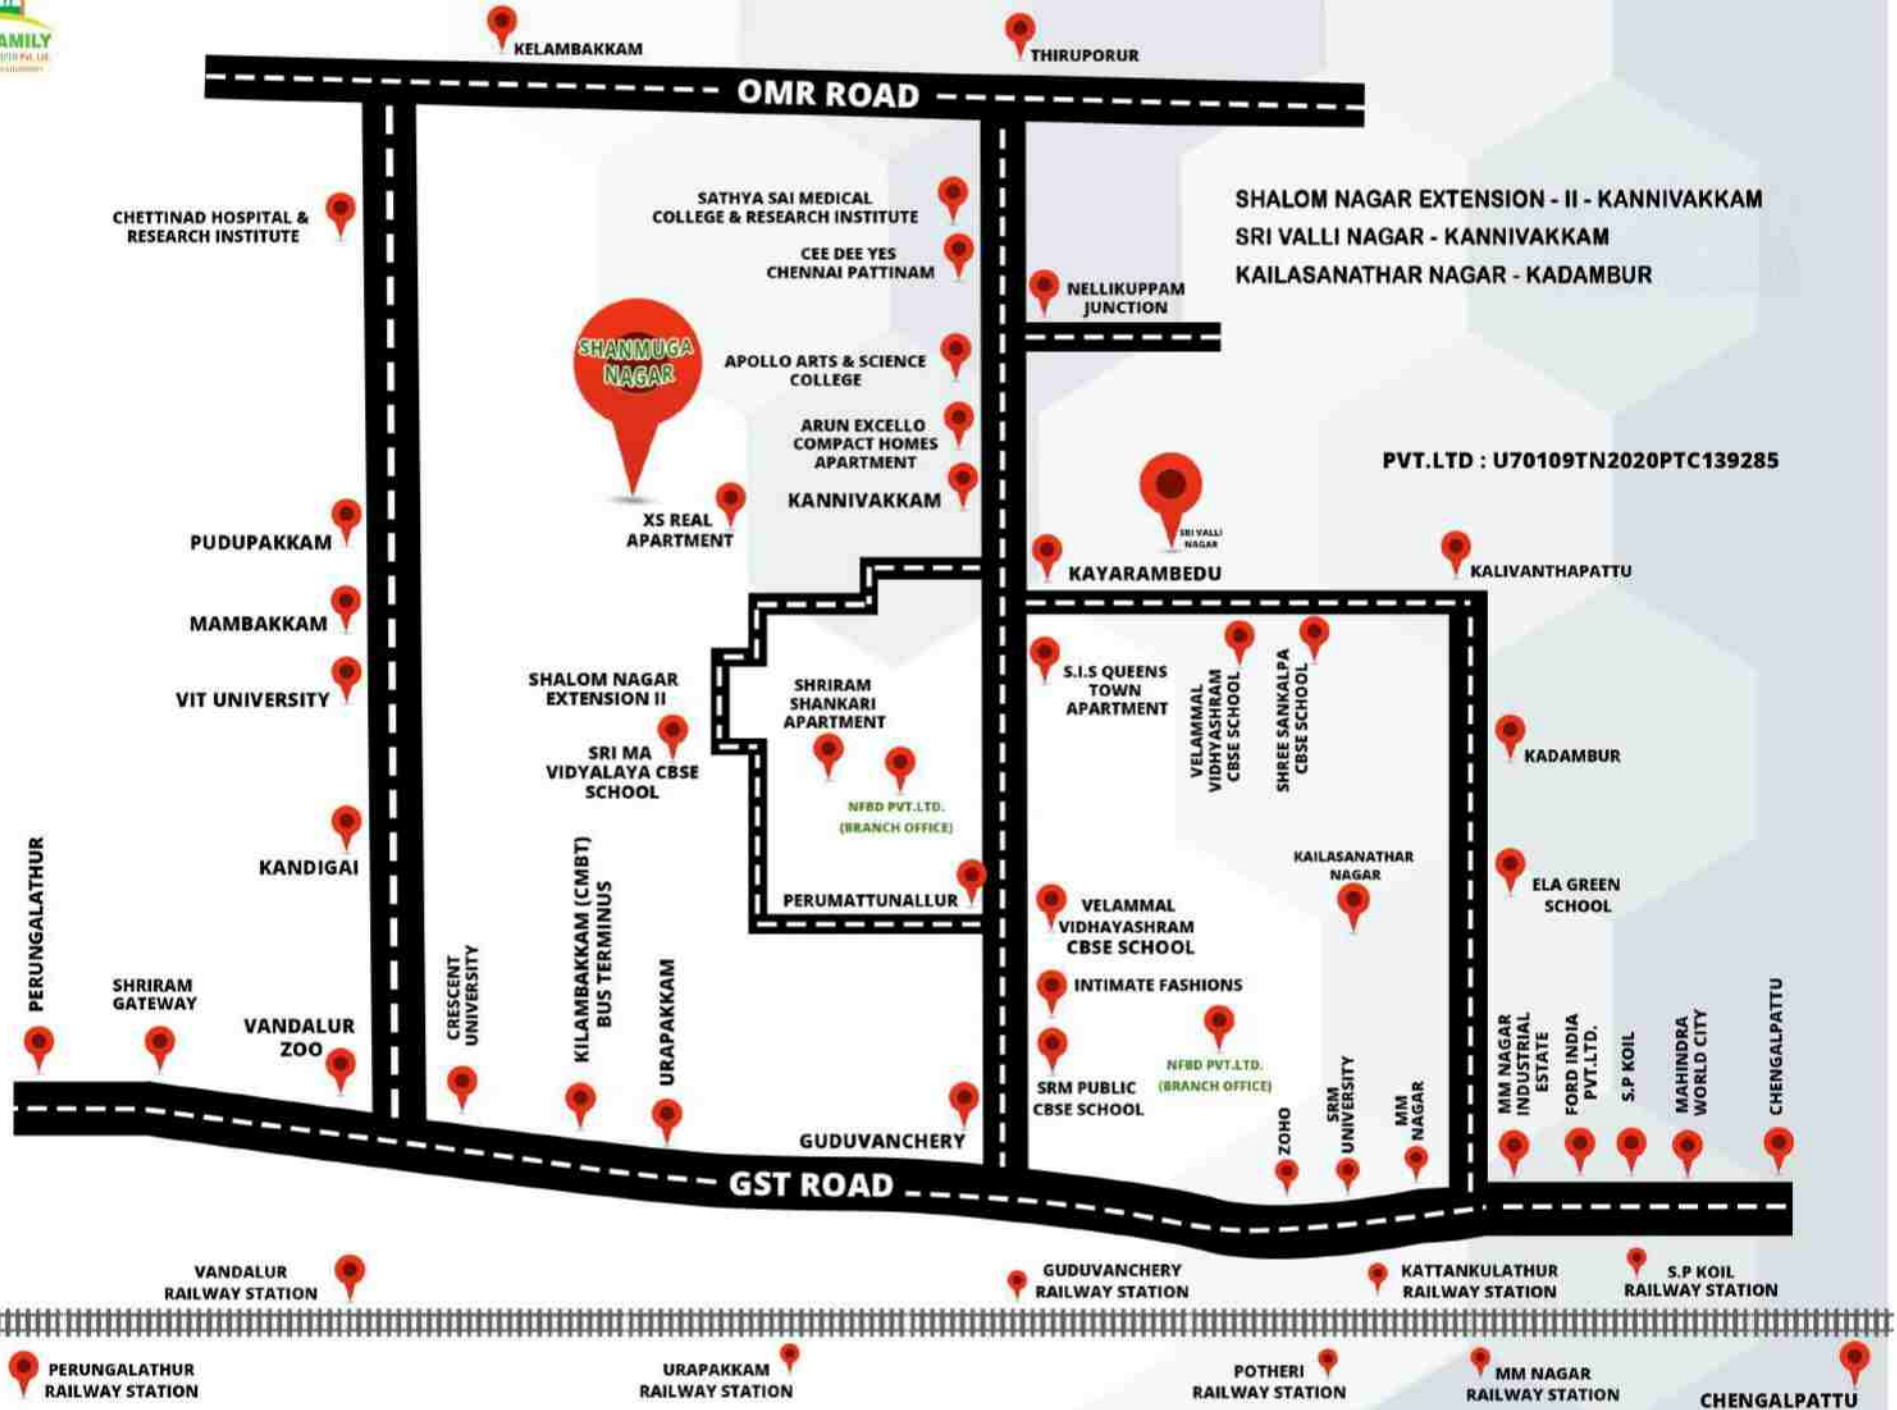 AMILY
KELAMBAKKAM
THIRUPORUR
OMR ROAD
CHETTINAD HOSPITAL &
RESEARCH INSTITUTE
SATHYA SAI MEDICAL
COLLEGE & RESEARCH INSTITUTE
CEE DEE YES
CHENNAI PATTINAM
NELLIKUPPAM
JUNCTION
SHALOM NAGAR EXTENSION - II - KANNIVAKKAM
SRI VALLI NAGAR - KANNIVAKKAM
KAILASANATHAR NAGAR - KADAMBUR
SHANMUGA
NAGAR
APOLLO ARTS & SCIENCE
COLLEGE
ARUN EXCELLO
COMPACT HOMES
APARTMENT
KANNIVAKKAM
XS REAL
APARTMENT
PVT.LTD : U70109TN2020PTC139285
SRI VALLI
NAGAR
KAYARAMBEDU
KALIVANTHAPATTU
PUDUPAKKAM
MAMBAKKAM
VIT UNIVERSITY
KANDIGAI
SHALOM NAGAR
EXTENSION II
SRI MA
VIDYALAYA CBSE
SCHOOL
SHRIRAM
SHANKARI
APARTMENT
NFBD PVT.LTD.
(BRANCH OFFICE)
PERUMATTUNALLUR
S.I.S QUEENS
TOWN
APARTMENT
VELAMMAL
VIDHYASHRAM
CBSE SCHOOL
SHREE SANKALPA
CBSE SCHOOL
KADAMBUR
KAILASANATHAR
NAGAR
ELA GREEN
SCHOOL
VELAMMAL
VIDHAYASHRAM
CBSE SCHOOL
INTIMATE FASHIONS
SRM PUBLIC
CBSE SCHOOL
NFBD PVT.LTD.
(BRANCH OFFICE)
PERUNGALATHUR
SHRIRAM
GATEWAY
VANDALUR
ZOO
CRESCENT
UNIVERSITY
KILAMBAKKAM (CMBT)
BUS TERMINUS
URAPAKKAM
GUDUVANCHERY
ZOHO
SRM
UNIVERSITY
MM
NAGAR
MM NAGAR
INDUSTRIAL
ESTATE
FORD INDIA
PVT.LTD.
S.P KOIL
MAHINDRA
WORLD CITY
CHENGALPATTU
GST ROAD
VANDALUR
RAILWAY STATION
GUDUVANCHERY
RAILWAY STATION
KATTANKULATHUR
RAILWAY STATION
S.P KOIL
RAILWAY STATION
PERUNGALATHUR
RAILWAY STATION
URAPAKKAM
RAILWAY STATION
POTHERI
RAILWAY STATION
MM NAGAR
RAILWAY STATION
CHENGALPATTU